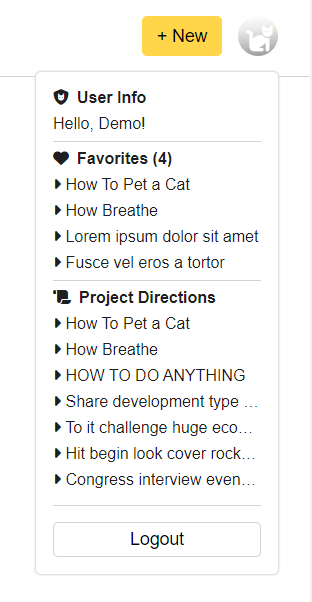 + New
User Info
Hello, Demo!
Favorites (4)
How To Pet a Cat
How Breathe
Lorem ipsum dolor sit amet
Fusce vel eros a tortor
Project Directions
How To Pet a Cat
How Breathe
HOW TO DO ANYTHING
Share development type ...
To it challenge huge eco...
Hit begin look cover rock...
Congress interview even...
Logout